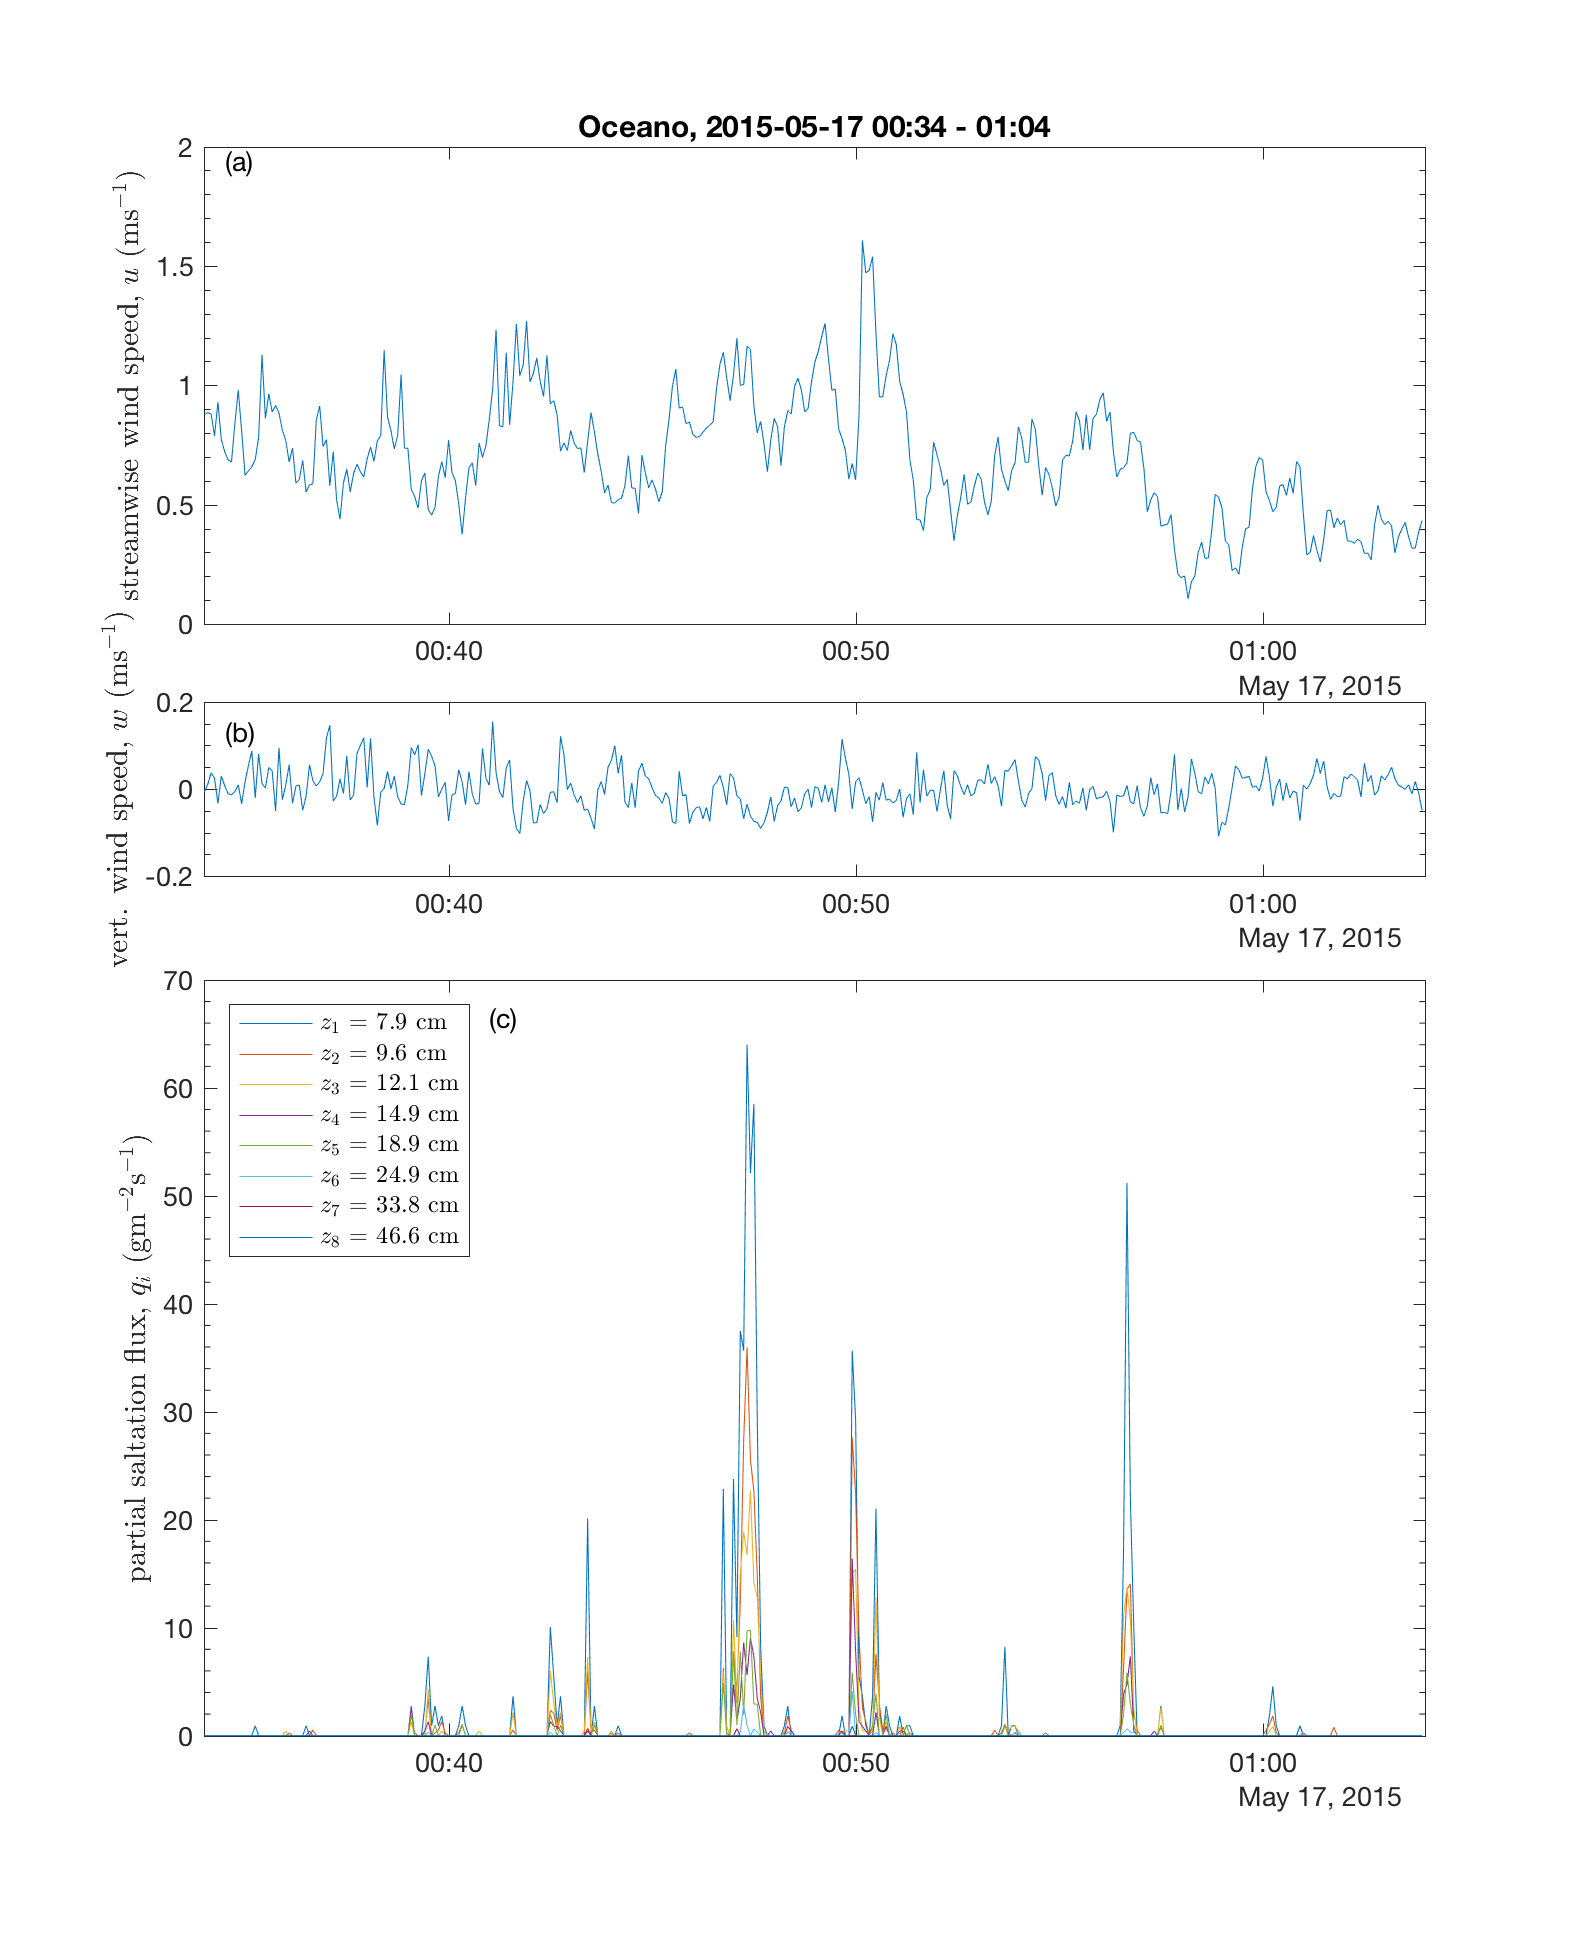 Oceano, 2015-05-17 00:34 - 01:04
(a)
streamwise wind speed, u (ms⁻¹)
2
1.5
1
0.5
0
00:40 00:50 01:00
May 17, 2015
(b)
vert. wind speed, w (ms⁻¹)
0.2
0
-0.2
00:40 00:50 01:00
May 17, 2015
(c)
partial saltation flux, qᵢ (gm⁻²s⁻¹)
70
60
50
40
30
20
10
0
z₁ = 7.9 cm
z₂ = 9.6 cm
z₃ = 12.1 cm
z₄ = 14.9 cm
z₅ = 18.9 cm
z₆ = 24.9 cm
z₇ = 33.8 cm
z₈ = 46.6 cm
00:40 00:50 01:00
May 17, 2015